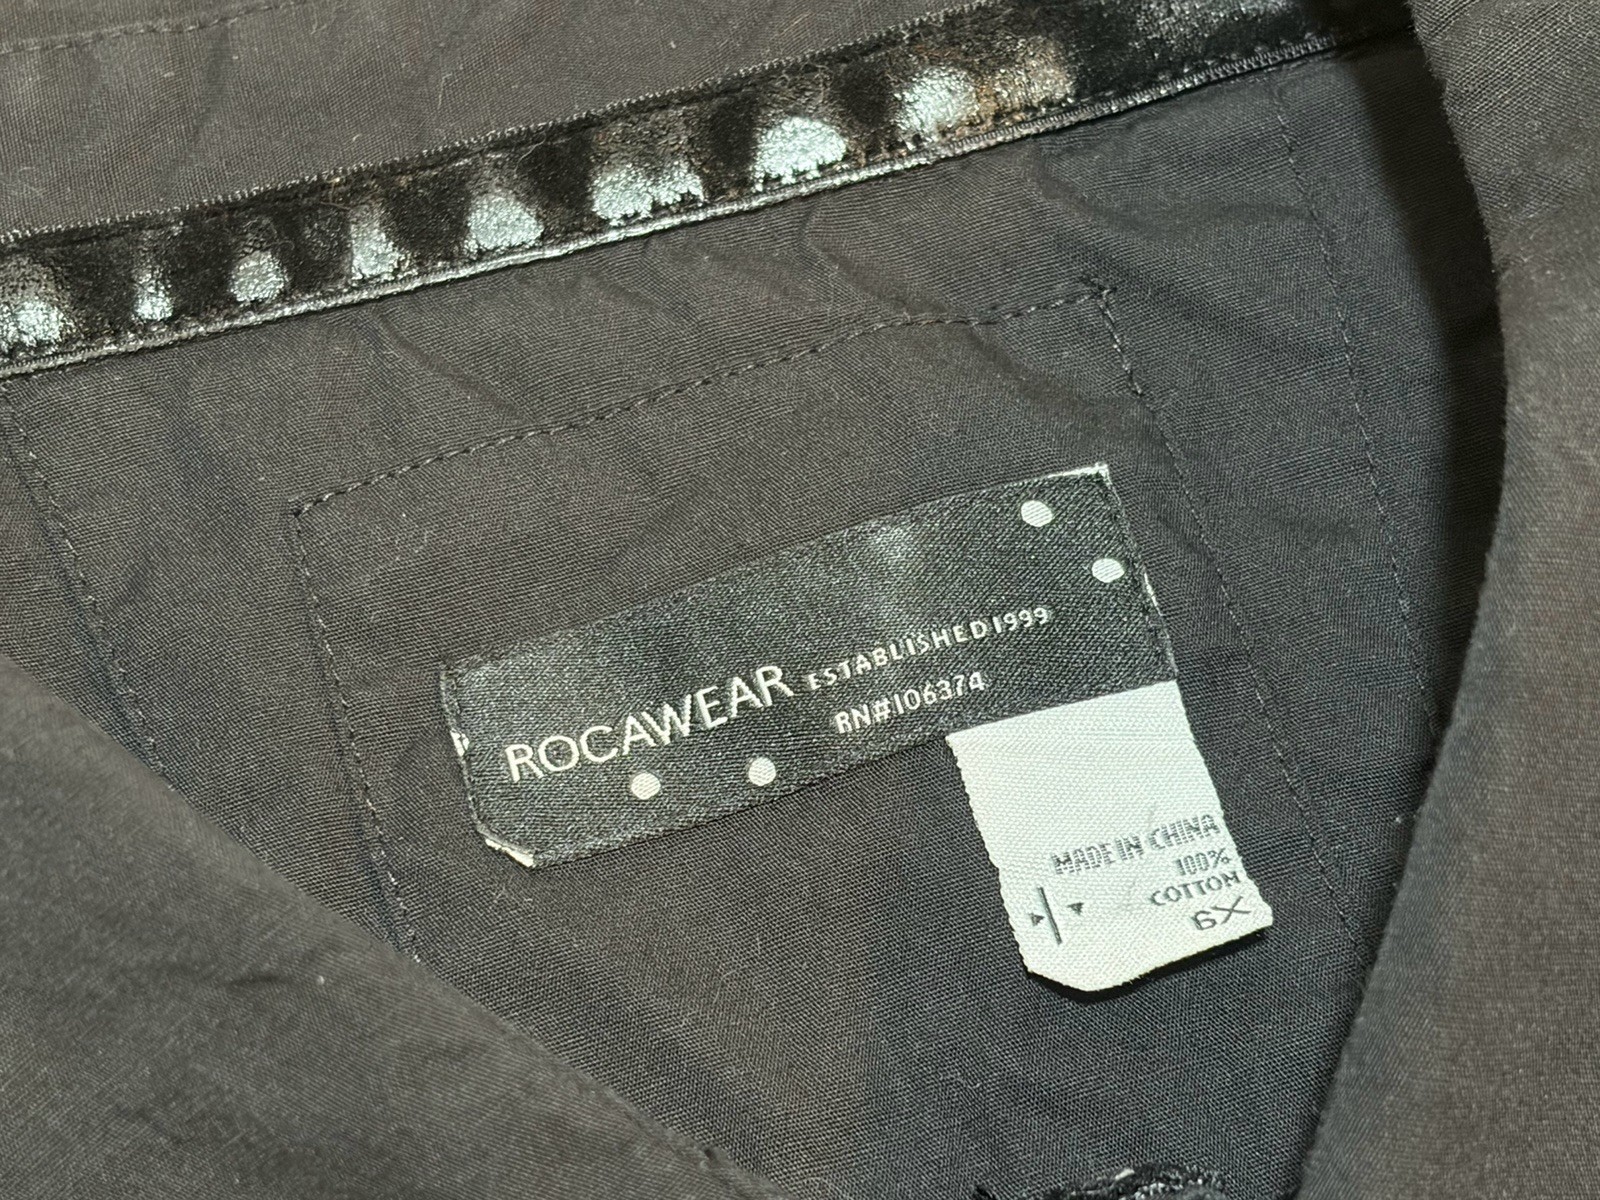 ROCAWEAR ESTABLISHED 1999
RN#106374
MADE IN CHINA
100%
COTTON
6X